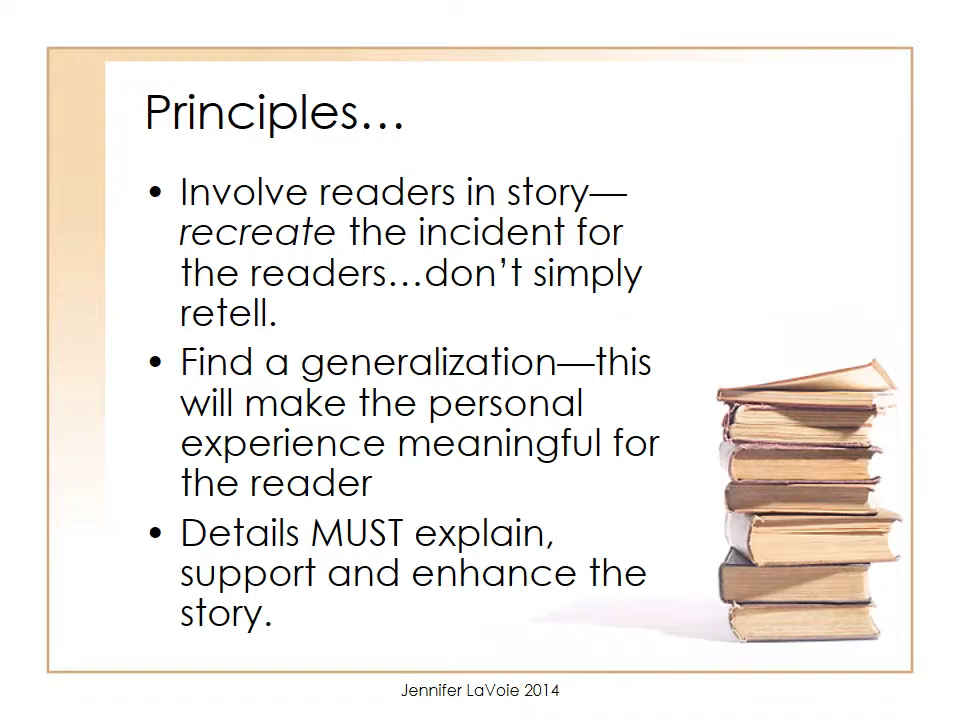 Principles…
• Involve readers in story—
recreate the incident for
the readers…don’t simply
retell.
• Find a generalization—this
will make the personal
experience meaningful for
the reader
• Details MUST explain,
support and enhance the
story.
Jennifer LaVoie 2014